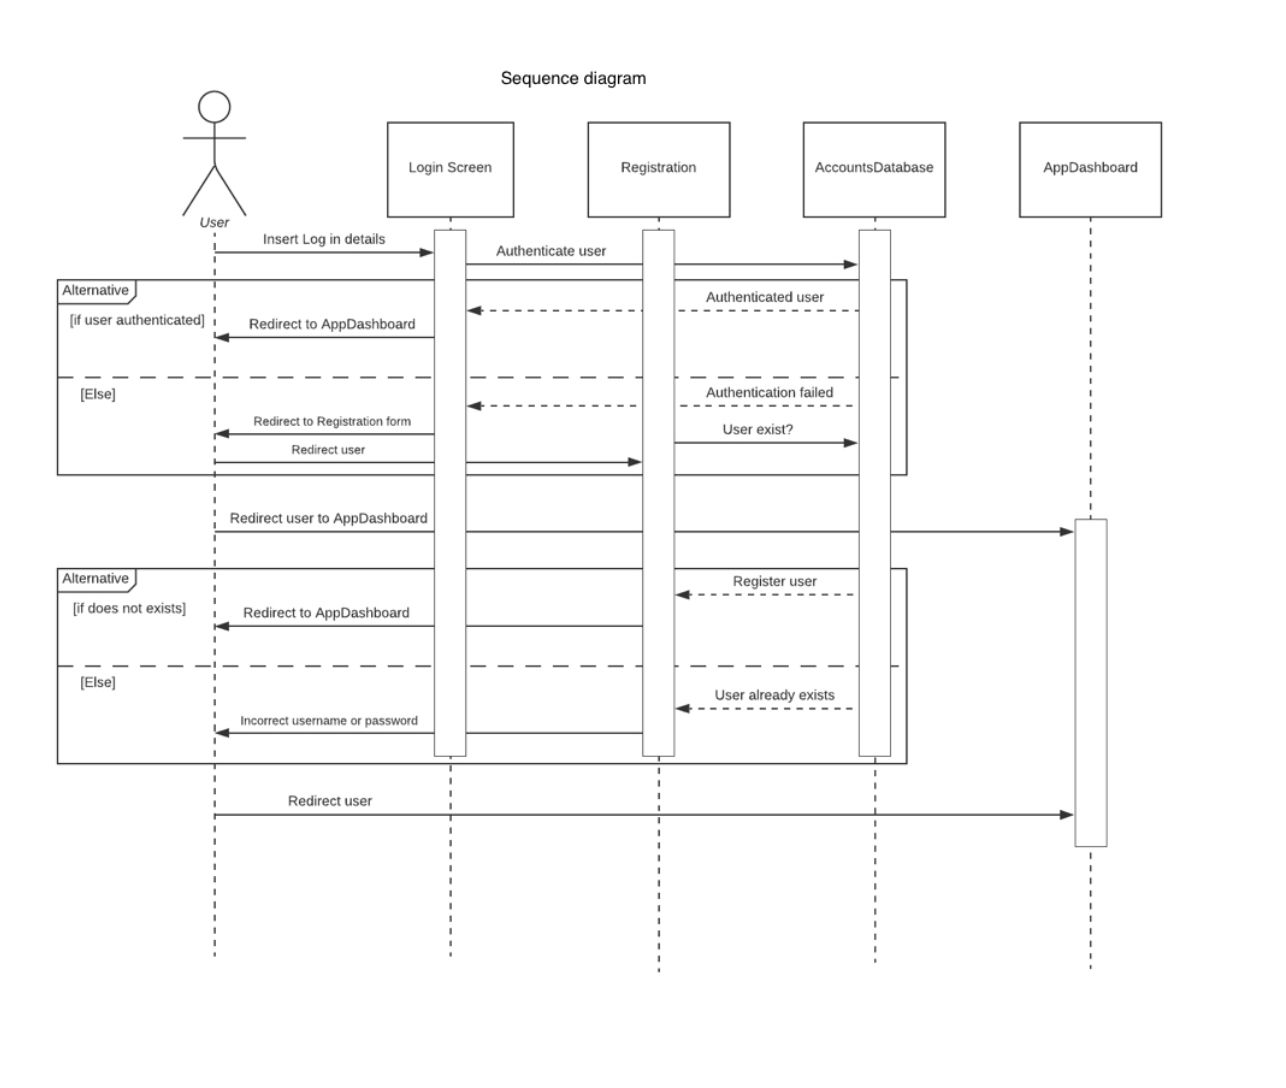 Sequence diagram
User
Login Screen
Registration
AccountsDatabase
AppDashboard
Insert Log in details
Authenticate user
Alternative
Authenticated user
[if user authenticated]
Redirect to AppDashboard
[Else]
Authentication failed
Redirect to Registration form
User exist?
Redirect user
Redirect user to AppDashboard
Alternative
Register user
[if does not exists]
Redirect to AppDashboard
[Else]
User already exists
Incorrect username or password
Redirect user